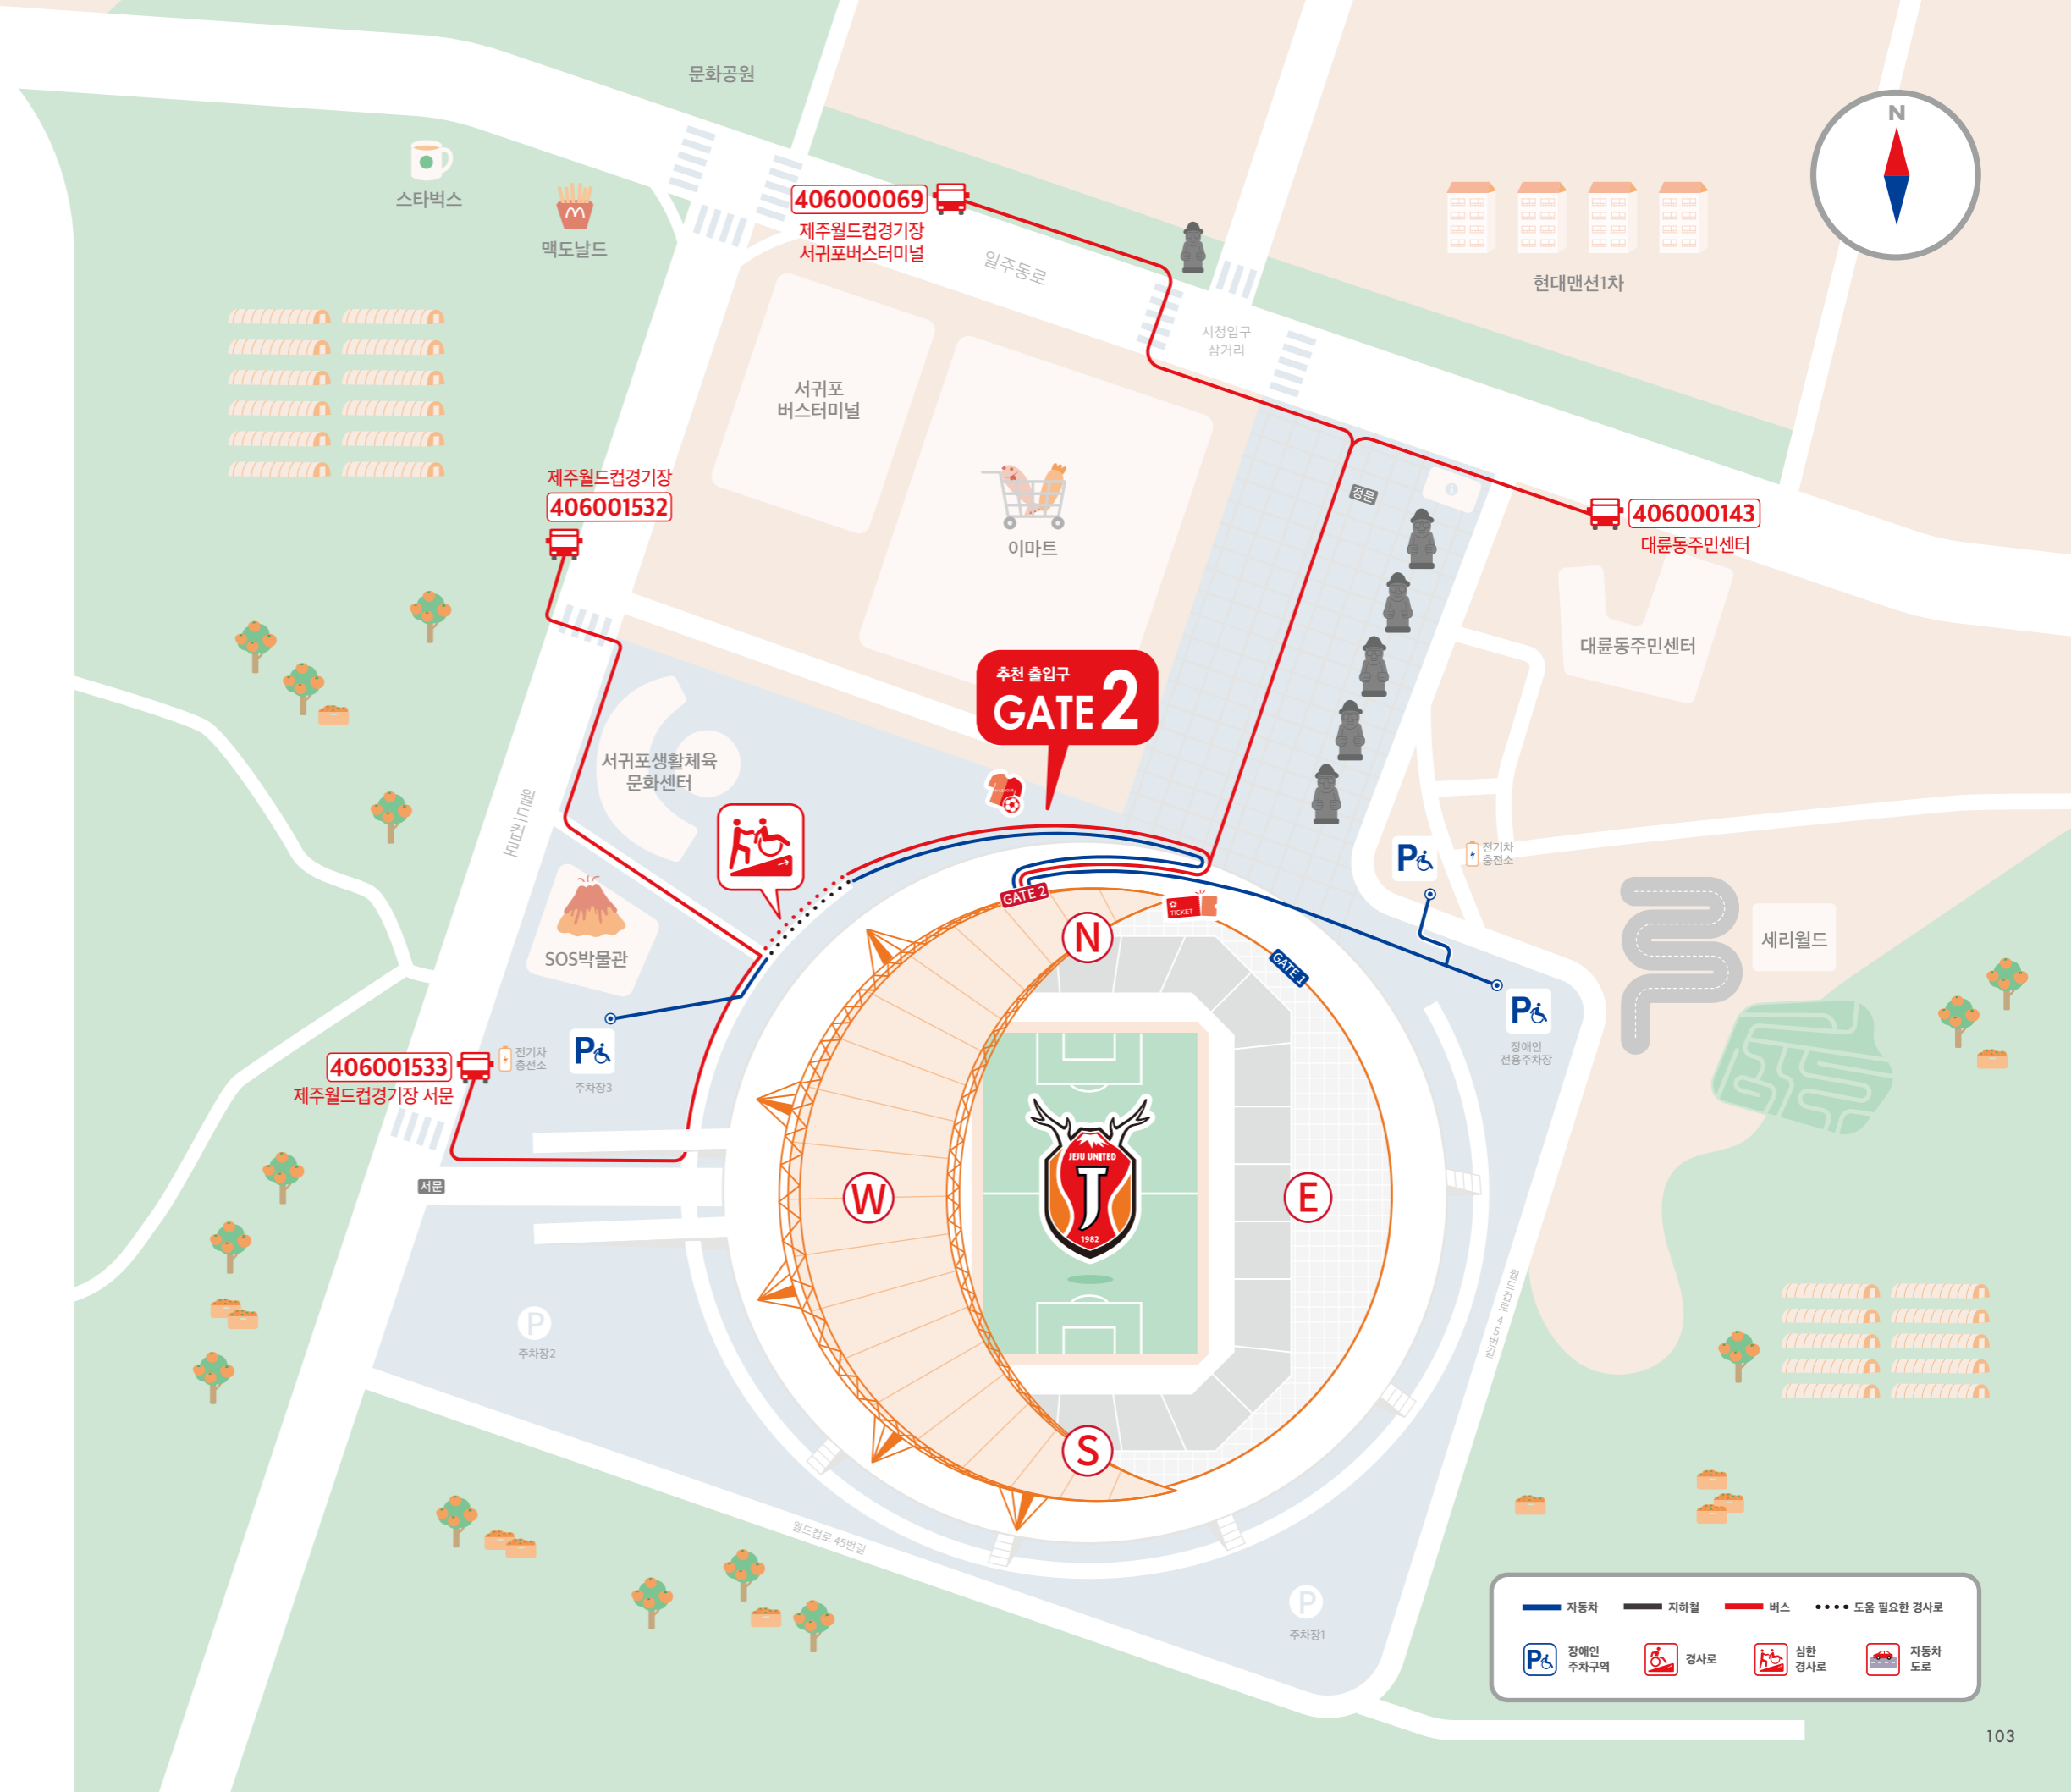 문화공원
N
스타벅스
맥도날드
406000069
제주월드컵경기장
서귀포버스터미널
일주동로
시청입구
삼거리
현대맨션1차
서귀포
버스터미널
이마트
정문
제주월드컵경기장
406001532
406000143
대륜동주민센터
대륜동주민센터
추천 출입구
GATE 2
서귀포생활체육
문화센터
월드컵로
전기차
충전소
P
세리월드
SOS박물관
GATE 2
TICKET
N
GATE 1
P
장애인
전용주차장
406001533
제주월드컵경기장 서문
전기차
충전소
P
주차장3
JEJU UNITED
J
1982
W
E
서문
P
주차장2
S
월드컵로 45번길
월드컵로 45번길
P
주차장1
자동차
지하철
버스
도움 필요한 경사로
P
장애인
주차구역
경사로
심한
경사로
자동차
도로
103